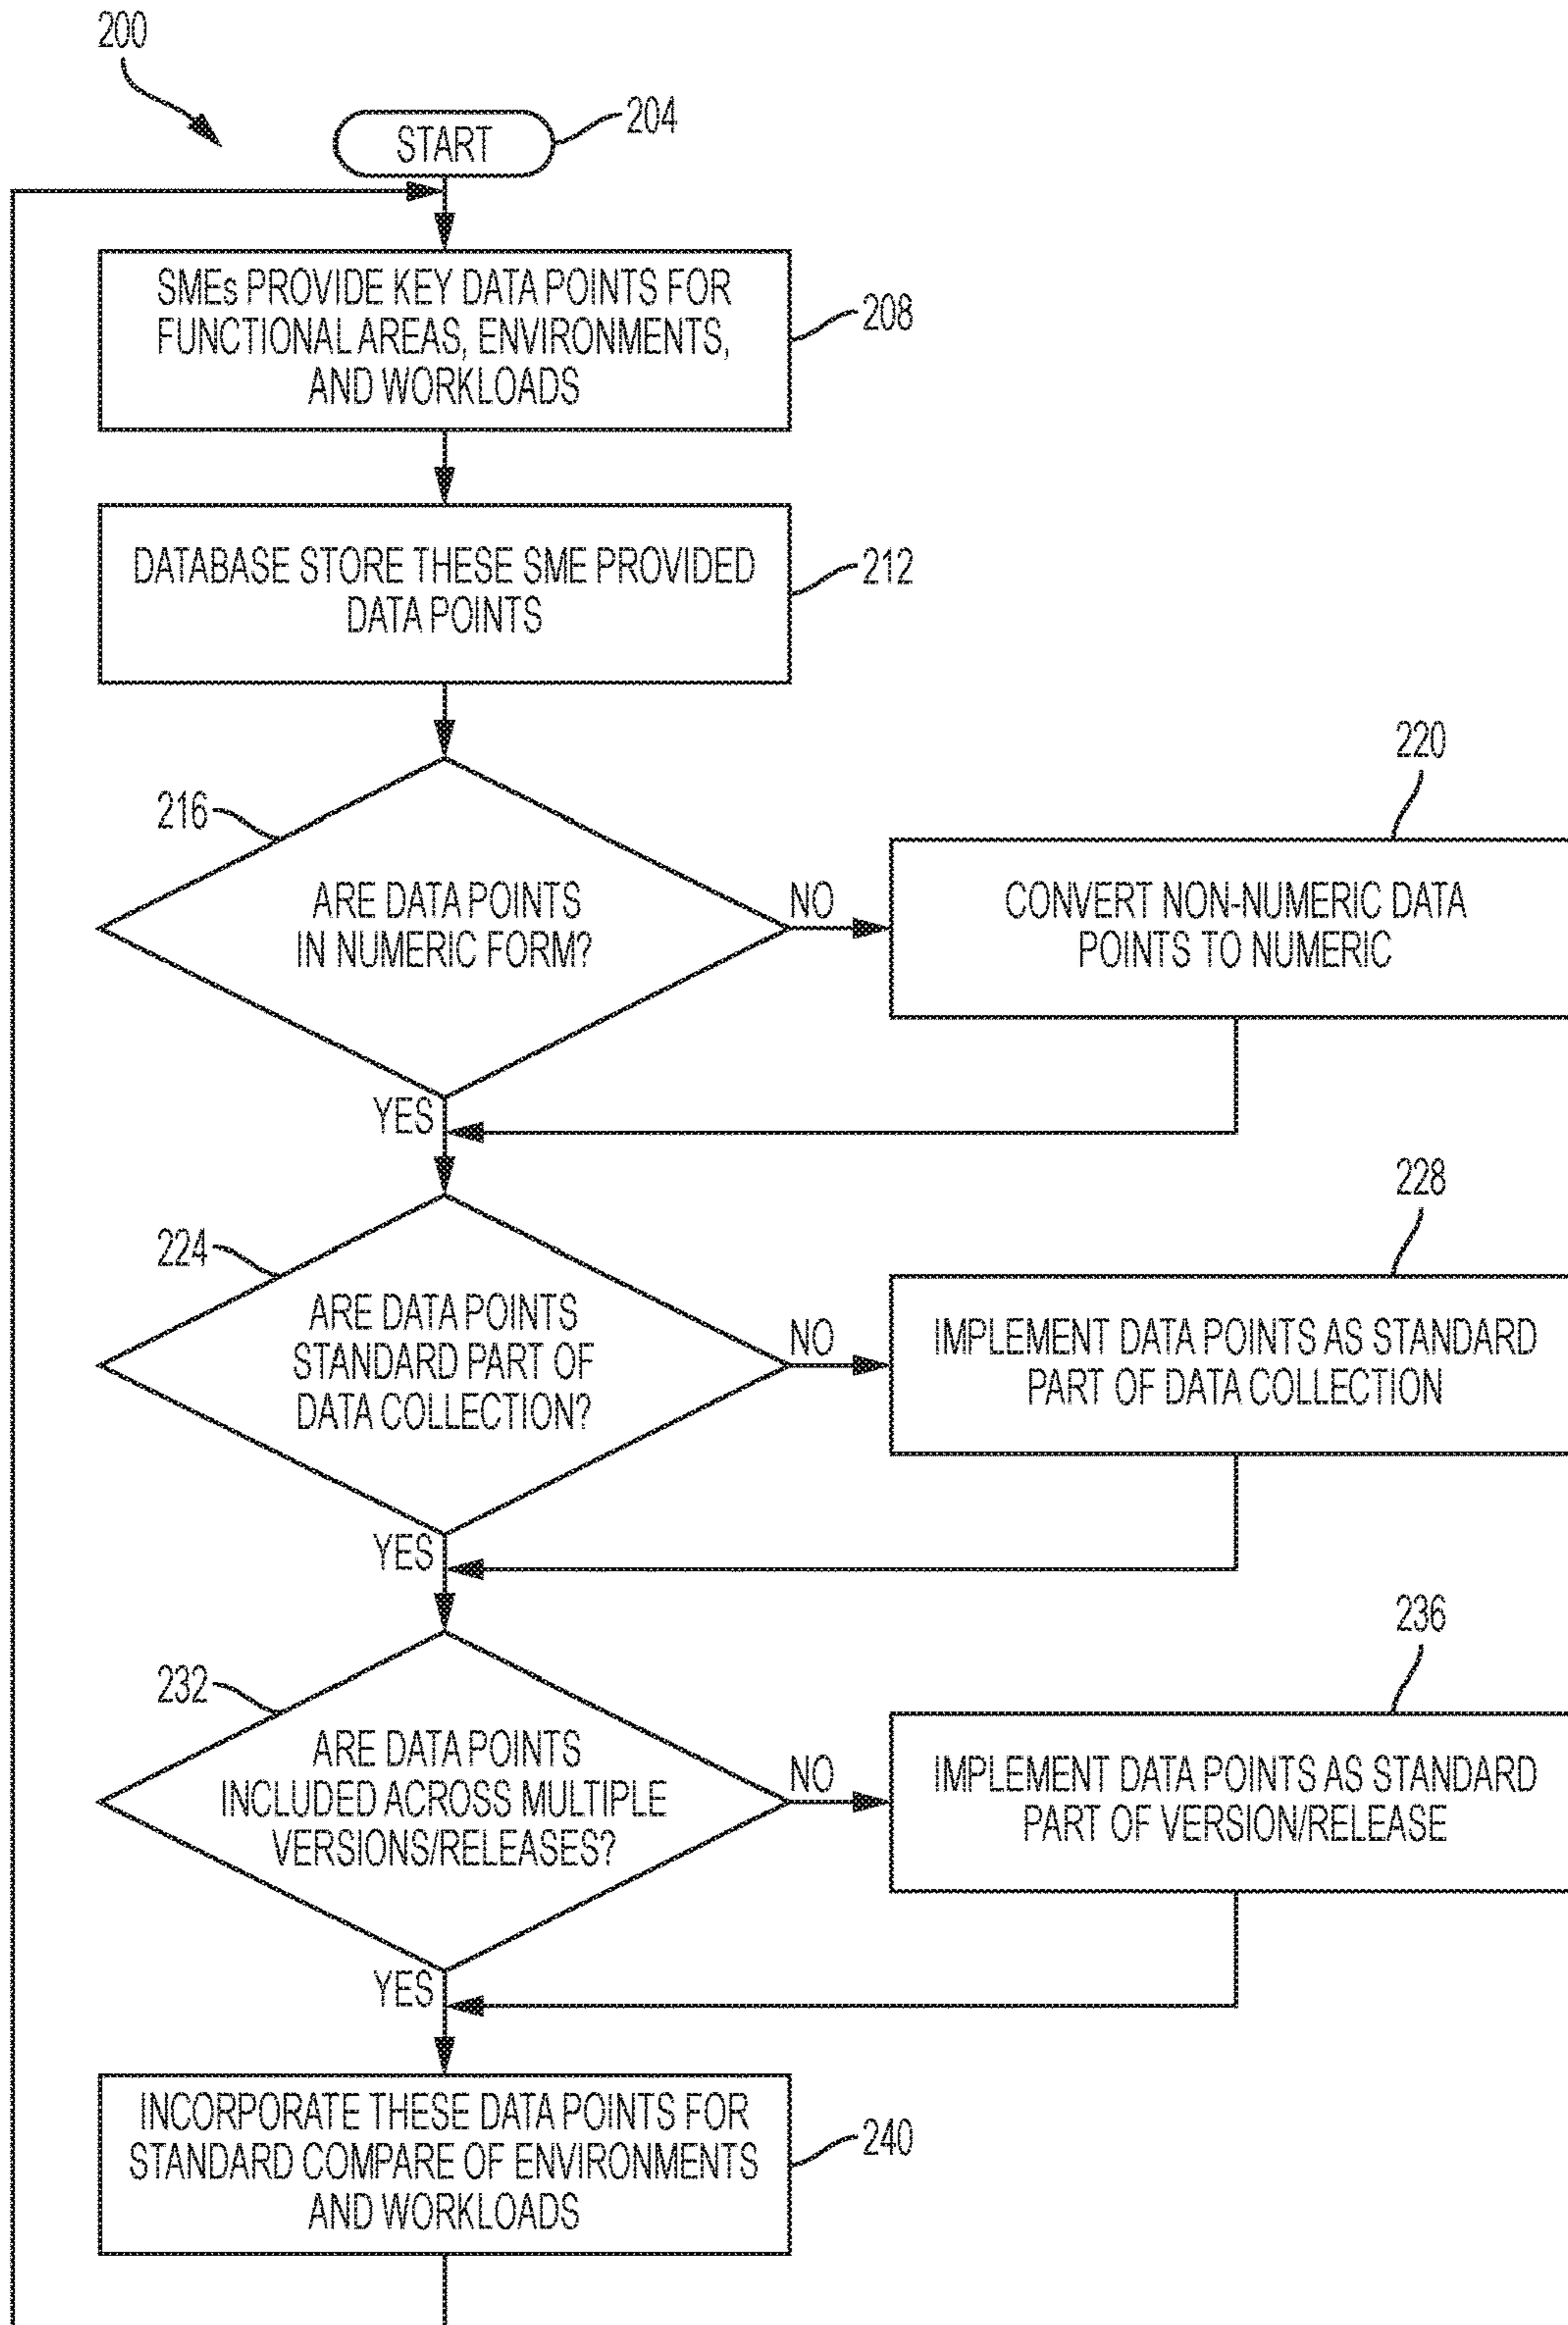 200
START
204
SMEs PROVIDE KEY DATA POINTS FOR
FUNCTIONAL AREAS, ENVIRONMENTS,
AND WORKLOADS
208
DATABASE STORE THESE SME PROVIDED
DATA POINTS
212
216
ARE DATA POINTS
IN NUMERIC FORM?
NO
220
CONVERT NON-NUMERIC DATA
POINTS TO NUMERIC
YES
224
ARE DATA POINTS
STANDARD PART OF
DATA COLLECTION?
NO
228
IMPLEMENT DATA POINTS AS STANDARD
PART OF DATA COLLECTION
YES
232
ARE DATA POINTS
INCLUDED ACROSS MULTIPLE
VERSIONS/RELEASES?
NO
236
IMPLEMENT DATA POINTS AS STANDARD
PART OF VERSION/RELEASE
YES
INCORPORATE THESE DATA POINTS FOR
STANDARD COMPARE OF ENVIRONMENTS
AND WORKLOADS
240